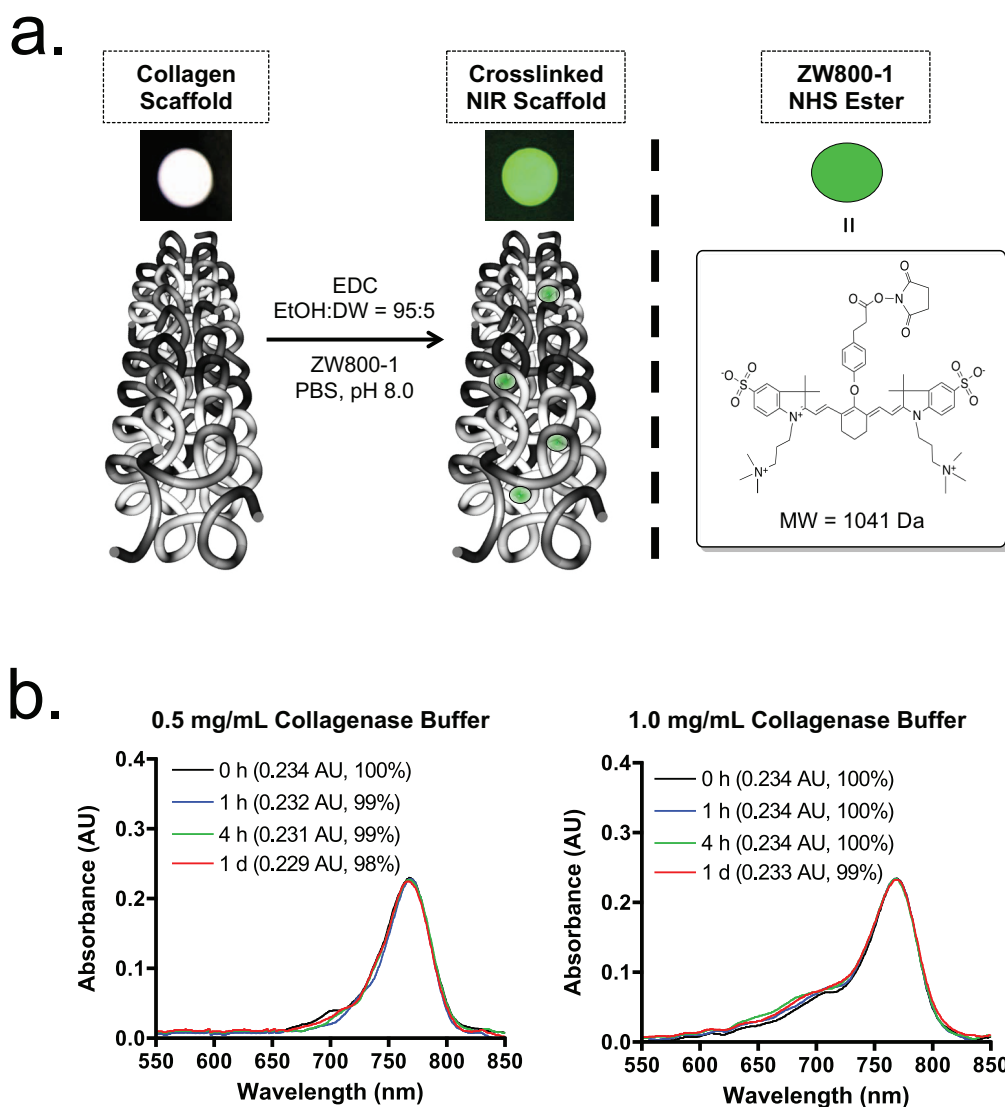 a.
Collagen
Scaffold
Crosslinked
NIR Scaffold
ZW800-1
NHS Ester
EDC
EtOH:DW = 95:5
ZW800-1
PBS, pH 8.0
=
O
O
N
O
O
O
-O
S
O
O
O
N+
N
S
O-
O
O
N+
N+
MW = 1041 Da
b.
0.5 mg/mL Collagenase Buffer
Absorbance (AU)
0.4
0.3
0.2
0.1
0.0
0 h (0.234 AU, 100%)
1 h (0.232 AU, 99%)
4 h (0.231 AU, 99%)
1 d (0.229 AU, 98%)
550 600 650 700 750 800 850
Wavelength (nm)
1.0 mg/mL Collagenase Buffer
Absorbance (AU)
0.4
0.3
0.2
0.1
0.0
0 h (0.234 AU, 100%)
1 h (0.234 AU, 100%)
4 h (0.234 AU, 100%)
1 d (0.233 AU, 99%)
550 600 650 700 750 800 850
Wavelength (nm)